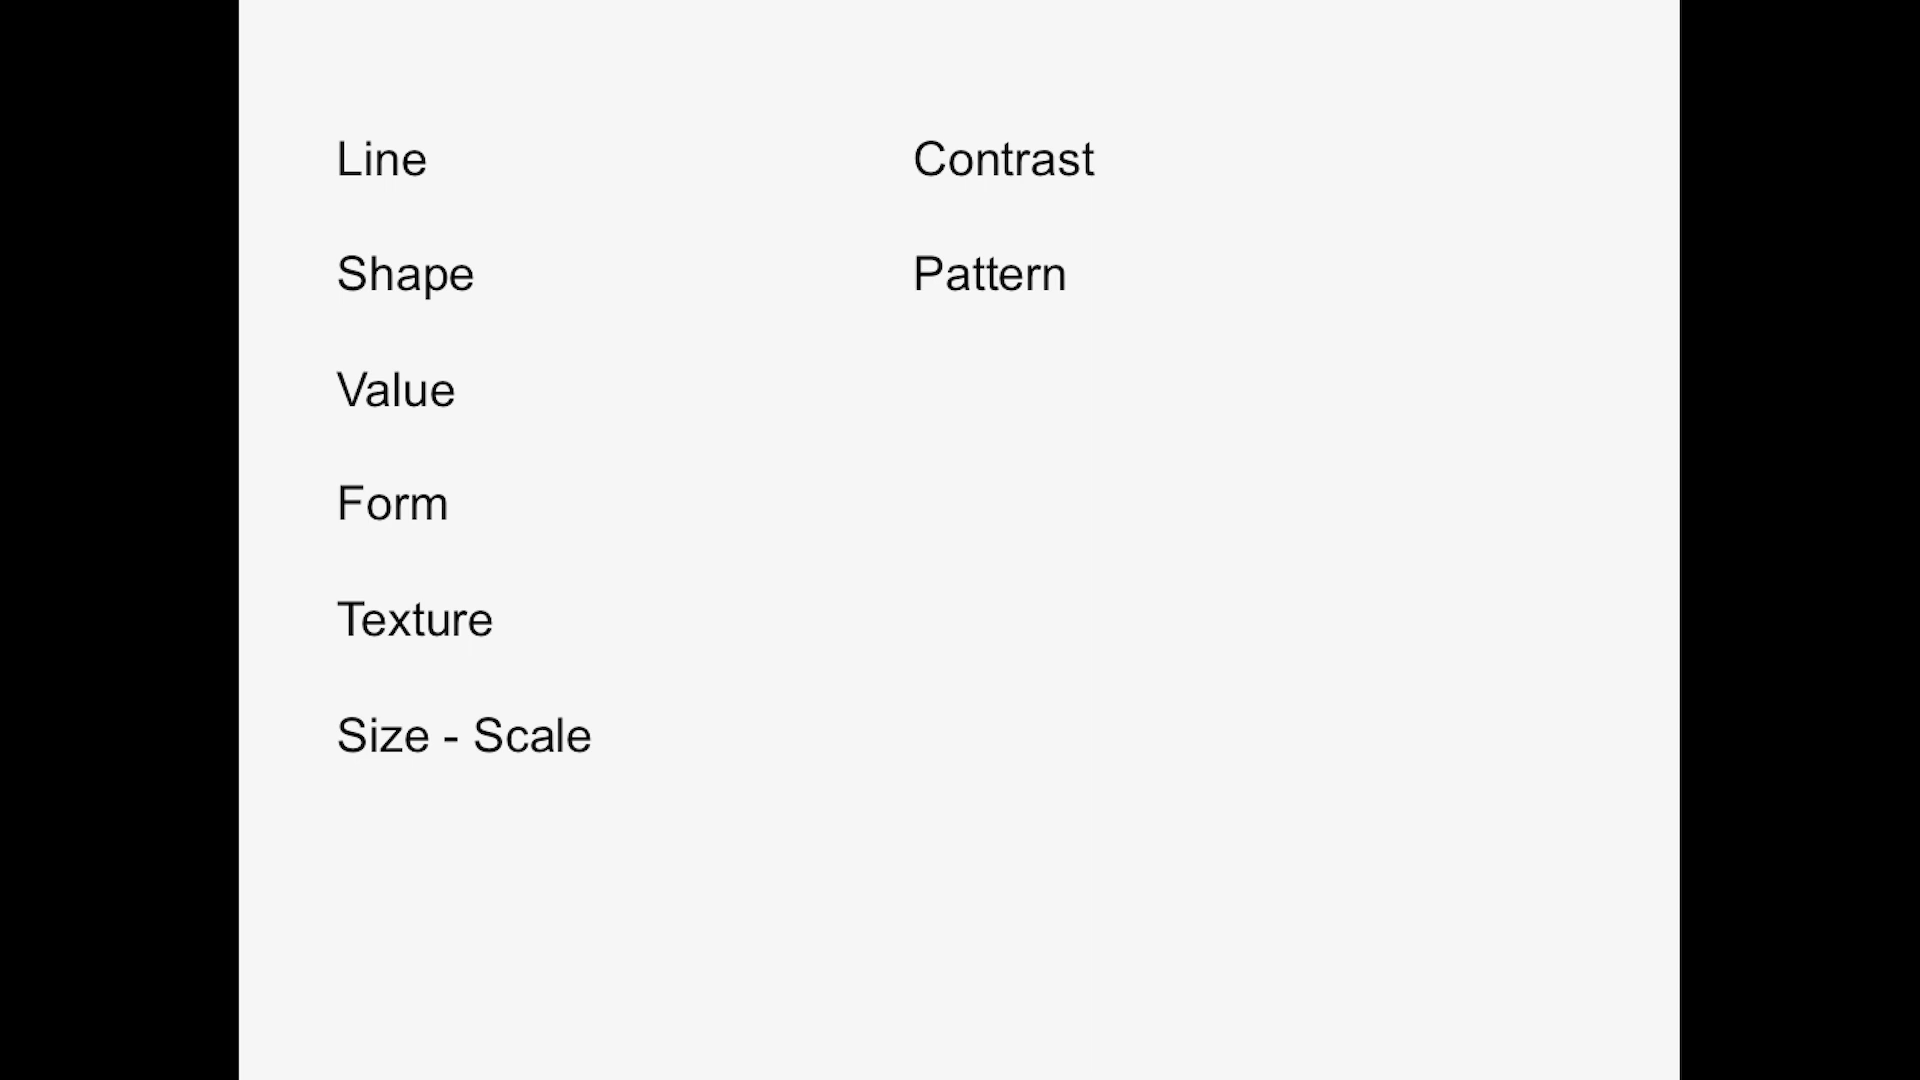 Line
Shape
Value
Form
Texture
Size - Scale
Contrast
Pattern